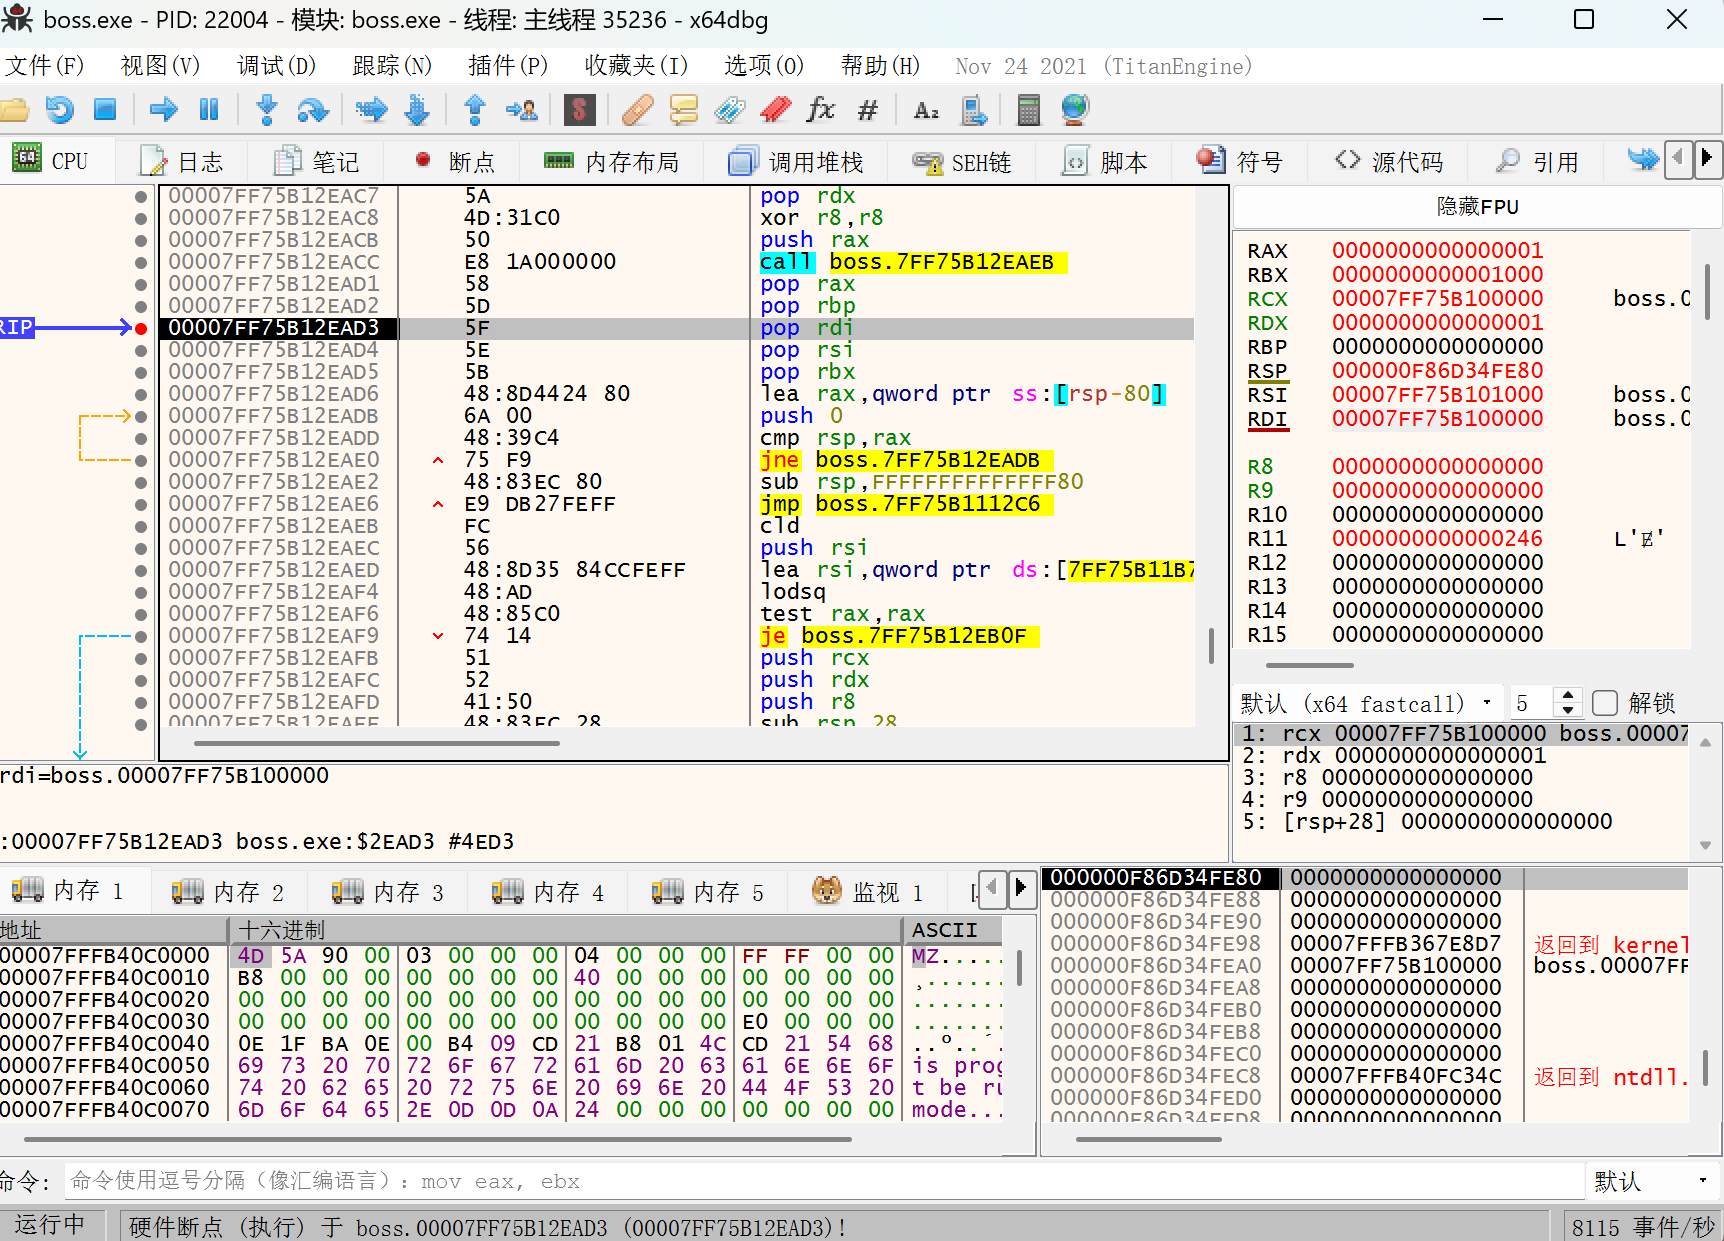 boss.exe - PID: 22004 - 模块: boss.exe - 线程: 主线程 35236 - x64dbg
文件(F) 视图(V) 调试(D) 跟踪(N) 插件(P) 收藏夹(I) 选项(O) 帮助(H) Nov 24 2021 (TitanEngine)
CPU 日志 笔记 断点 内存布局 调用堆栈 SEH链 脚本 符号 源代码 引用
00007FF75B12EAC7 5A pop rdx
00007FF75B12EAC8 4D:31C0 xor r8,r8
00007FF75B12EACB 50 push rax
00007FF75B12EACC E8 1A000000 call boss.7FF75B12EAEB
00007FF75B12EAD1 58 pop rax
00007FF75B12EAD2 5D pop rbp
RIP 00007FF75B12EAD3 5F pop rdi
00007FF75B12EAD4 5E pop rsi
00007FF75B12EAD5 5B pop rbx
00007FF75B12EAD6 48:8D4424 80 lea rax,qword ptr ss:[rsp-80]
00007FF75B12EADB 6A 00 push 0
00007FF75B12EADD 48:39C4 cmp rsp,rax
00007FF75B12EAE0 75 F9 jne boss.7FF75B12EADB
00007FF75B12EAE2 48:83EC 80 sub rsp,FFFFFFFFFFFFFF80
00007FF75B12EAE6 E9 DB27FEFF jmp boss.7FF75B1112C6
00007FF75B12EAEB FC cld
00007FF75B12EAEC 56 push rsi
00007FF75B12EAED 48:8D35 84CCFEFF lea rsi,qword ptr ds:[7FF75B11B7
00007FF75B12EAF4 48:AD lodsq
00007FF75B12EAF6 48:85C0 test rax,rax
00007FF75B12EAF9 74 14 je boss.7FF75B12EB0F
00007FF75B12EAFB 51 push rcx
00007FF75B12EAFC 52 push rdx
00007FF75B12EAFD 41:50 push r8
00007FF75B12EAFF 48:83EC 28 sub rsp,28
隐藏FPU
RAX 0000000000000001
RBX 0000000000001000
RCX 00007FF75B100000 boss.0
RDX 0000000000000001
RBP 0000000000000000
RSP 000000F86D34FE80
RSI 00007FF75B101000 boss.0
RDI 00007FF75B100000 boss.0
R8 0000000000000000
R9 0000000000000000
R10 0000000000000000
R11 0000000000000246
R12 0000000000000000
R13 0000000000000000
R14 0000000000000000
R15 0000000000000000
默认 (x64 fastcall) 5 解锁
1: rcx 00007FF75B100000 boss.00007
2: rdx 0000000000000001
3: r8 0000000000000000
4: r9 0000000000000000
5: [rsp+28] 0000000000000000
rdi=boss.00007FF75B100000
:00007FF75B12EAD3 boss.exe:$2EAD3 #4ED3
内存 1 内存 2 内存 3 内存 4 内存 5 监视 1
地址 十六进制 ASCII
00007FFFB40C0000 4D 5A 90 00 03 00 00 00 04 00 00 00 FF FF 00 00 MZ.....
00007FFFB40C0010 B8 00 00 00 00 00 00 00 40 00 00 00 00 00 00 00 ¸......
00007FFFB40C0020 00 00 00 00 00 00 00 00 00 00 00 00 00 00 00 00 .......
00007FFFB40C0030 00 00 00 00 00 00 00 00 00 00 00 00 E0 00 00 00 .......
00007FFFB40C0040 0E 1F BA 0E 00 B4 09 CD 21 B8 01 4C CD 21 54 68 ..º..´.
00007FFFB40C0050 69 73 20 70 72 6F 67 72 61 6D 20 63 61 6E 6E 6F is prog
00007FFFB40C0060 74 20 62 65 20 72 75 6E 20 69 6E 20 44 4F 53 20 t be ru
00007FFFB40C0070 6D 6F 64 65 2E 0D 0D 0A 24 00 00 00 00 00 00 00 mode...
000000F86D34FE80 0000000000000000
000000F86D34FE88 0000000000000000
000000F86D34FE90 0000000000000000
000000F86D34FE98 00007FFFB367E8D7 返回到 kernel
000000F86D34FEA0 00007FF75B100000 boss.00007FF
000000F86D34FEA8 0000000000000000
000000F86D34FEB0 0000000000000000
000000F86D34FEB8 0000000000000000
000000F86D34FEC0 0000000000000000
000000F86D34FEC8 00007FFFB40FC34C 返回到 ntdll.
000000F86D34FED0 0000000000000000
000000F86D34FED8 0000000000000000
命令: 命令使用逗号分隔（像汇编语言）: mov eax, ebx 默认
运行中 硬件断点 (执行) 于 boss.00007FF75B12EAD3 (00007FF75B12EAD3)! 8115 事件/秒